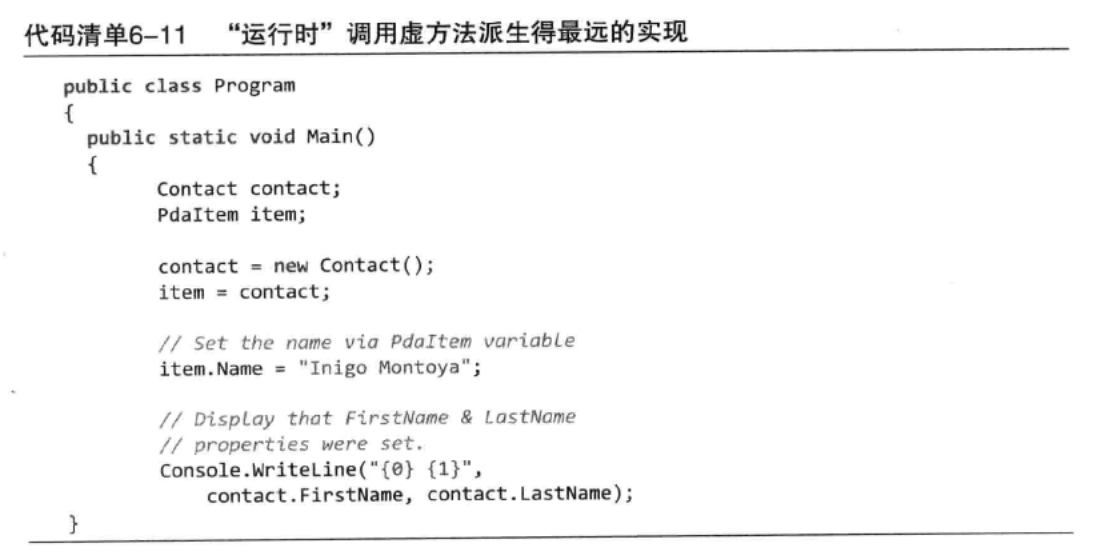 代码清单6–11 “运行时”调用虚方法派生得最远的实现
public class Program
{
public static void Main()
{
Contact contact;
PdaItem item;
contact = new Contact();
item = contact;
// Set the name via PdaItem variable
item.Name = "Inigo Montoya";
// Display that FirstName & LastName
// properties were set.
Console.WriteLine("{0} {1}",
contact.FirstName, contact.LastName);
}